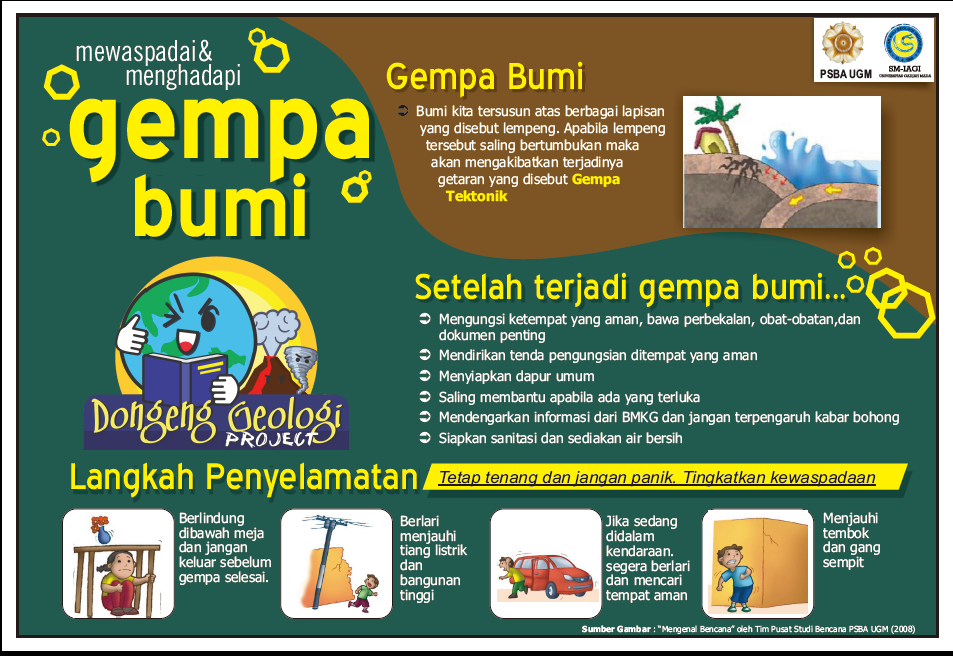 mewaspadai &
menghadapi
gempa
bumi
Gempa Bumi
Bumi kita tersusun atas berbagai lapisan
yang disebut lempeng. Apabila lempeng
tersebut saling bertumbukan maka
akan mengakibatkan terjadinya
getaran yang disebut Gempa
Tektonik
PSBA UGM
SM-IAGI
UNIVERSITAS GADJAH MADA
Dongeng Geologi
PROJECT
Setelah terjadi gempa bumi...
Mengungsi ketempat yang aman, bawa perbekalan, obat-obatan,dan
dokumen penting
Mendirikan tenda pengungsian ditempat yang aman
Menyiapkan dapur umum
Saling membantu apabila ada yang terluka
Mendengarkan informasi dari BMKG dan jangan terpengaruh kabar bohong
Siapkan sanitasi dan sediakan air bersih
Langkah Penyelamatan
Tetap tenang dan jangan panik. Tingkatkan kewaspadaan
Berlindung
dibawah meja
dan jangan
keluar sebelum
gempa selesai.
Berlari
menjauhi
tiang listrik
dan
bangunan
tinggi
Jika sedang
didalam
kendaraan.
segera berlari
dan mencari
tempat aman
Menjauhi
tembok
dan gang
sempit
Sumber Gambar : "Mengenal Bencana" oleh Tim Pusat Studi Bencana PSBA UGM (2008)